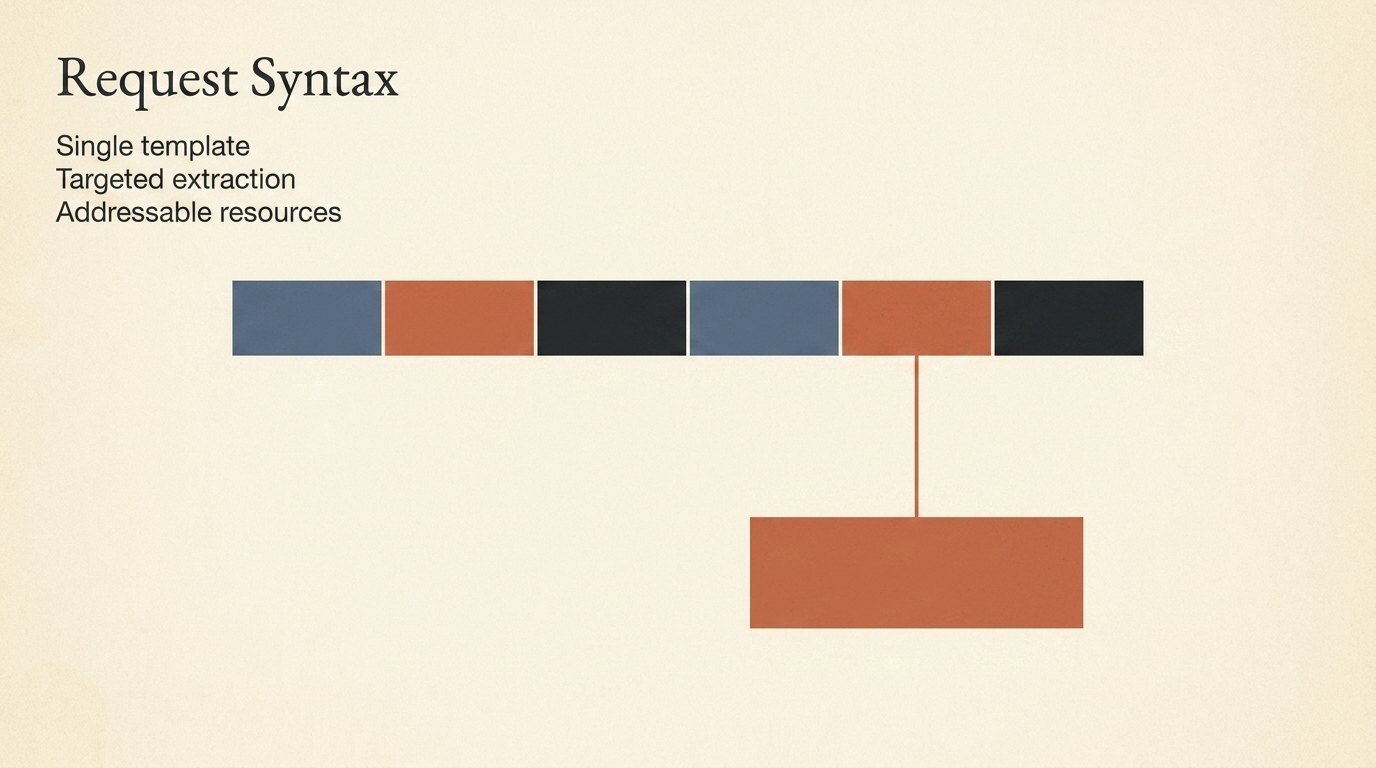 Request Syntax
Single template
Targeted extraction
Addressable resources